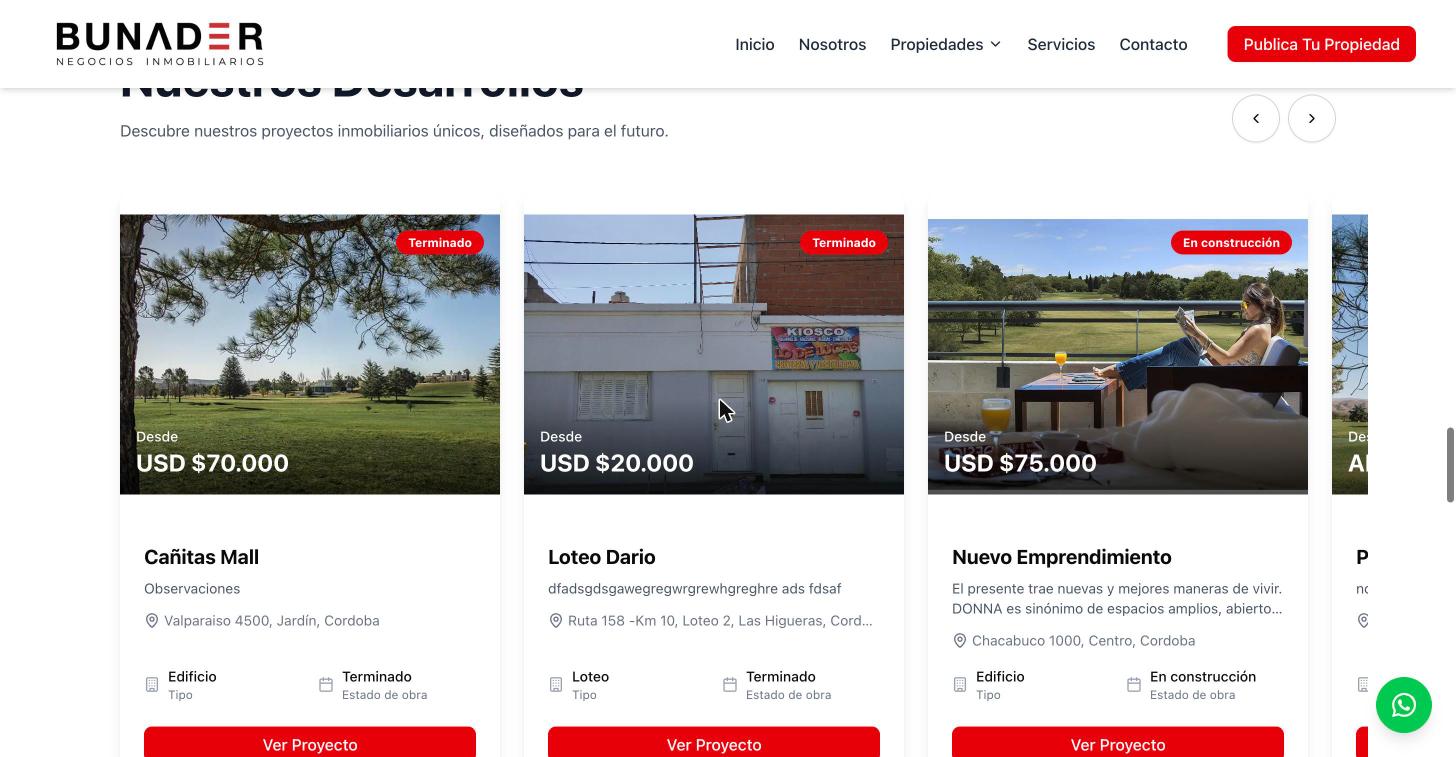 BUNADER
NEGOCIOS INMOBILIARIOS
Inicio
Nosotros
Propiedades
Servicios
Contacto
Publica Tu Propiedad
Nuestros Desarrollos
Descubre nuestros proyectos inmobiliarios únicos, diseñados para el futuro.
Terminado
Desde
USD $70.000
Cañitas Mall
Observaciones
Valparaiso 4500, Jardín, Cordoba
Edificio
Tipo
Terminado
Estado de obra
Ver Proyecto
Terminado
KIOSCO
LO DE LUCAS
Desde
USD $20.000
Loteo Dario
dfadsgdsgawegregwrgrewhgreghre ads fdsaf
Ruta 158 -Km 10, Loteo 2, Las Higueras, Cord...
Loteo
Tipo
Terminado
Estado de obra
Ver Proyecto
En construcción
Desde
USD $75.000
Nuevo Emprendimiento
El presente trae nuevas y mejores maneras de vivir.
DONNA es sinónimo de espacios amplios, abierto...
Chacabuco 1000, Centro, Cordoba
Edificio
Tipo
En construcción
Estado de obra
Ver Proyecto